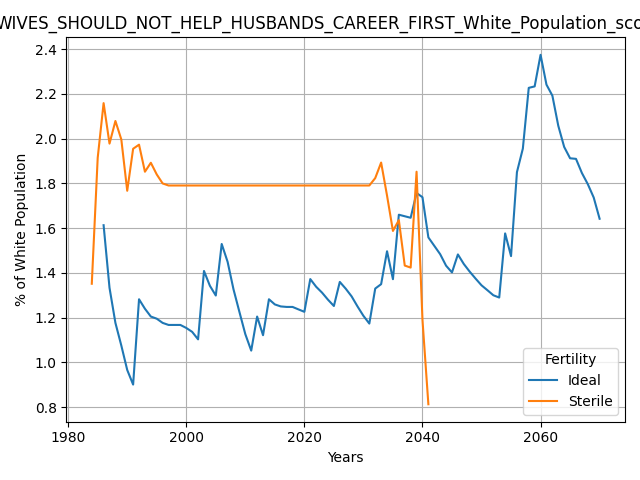 WIVES_SHOULD_NOT_HELP_HUSBANDS_CAREER_FIRST_White_Population_sco
2.4
2.2
2.0
1.8
1.6
1.4
1.2
1.0
0.8
% of White Population
1980
2000
2020
2040
2060
Years
Fertility
Ideal
Sterile